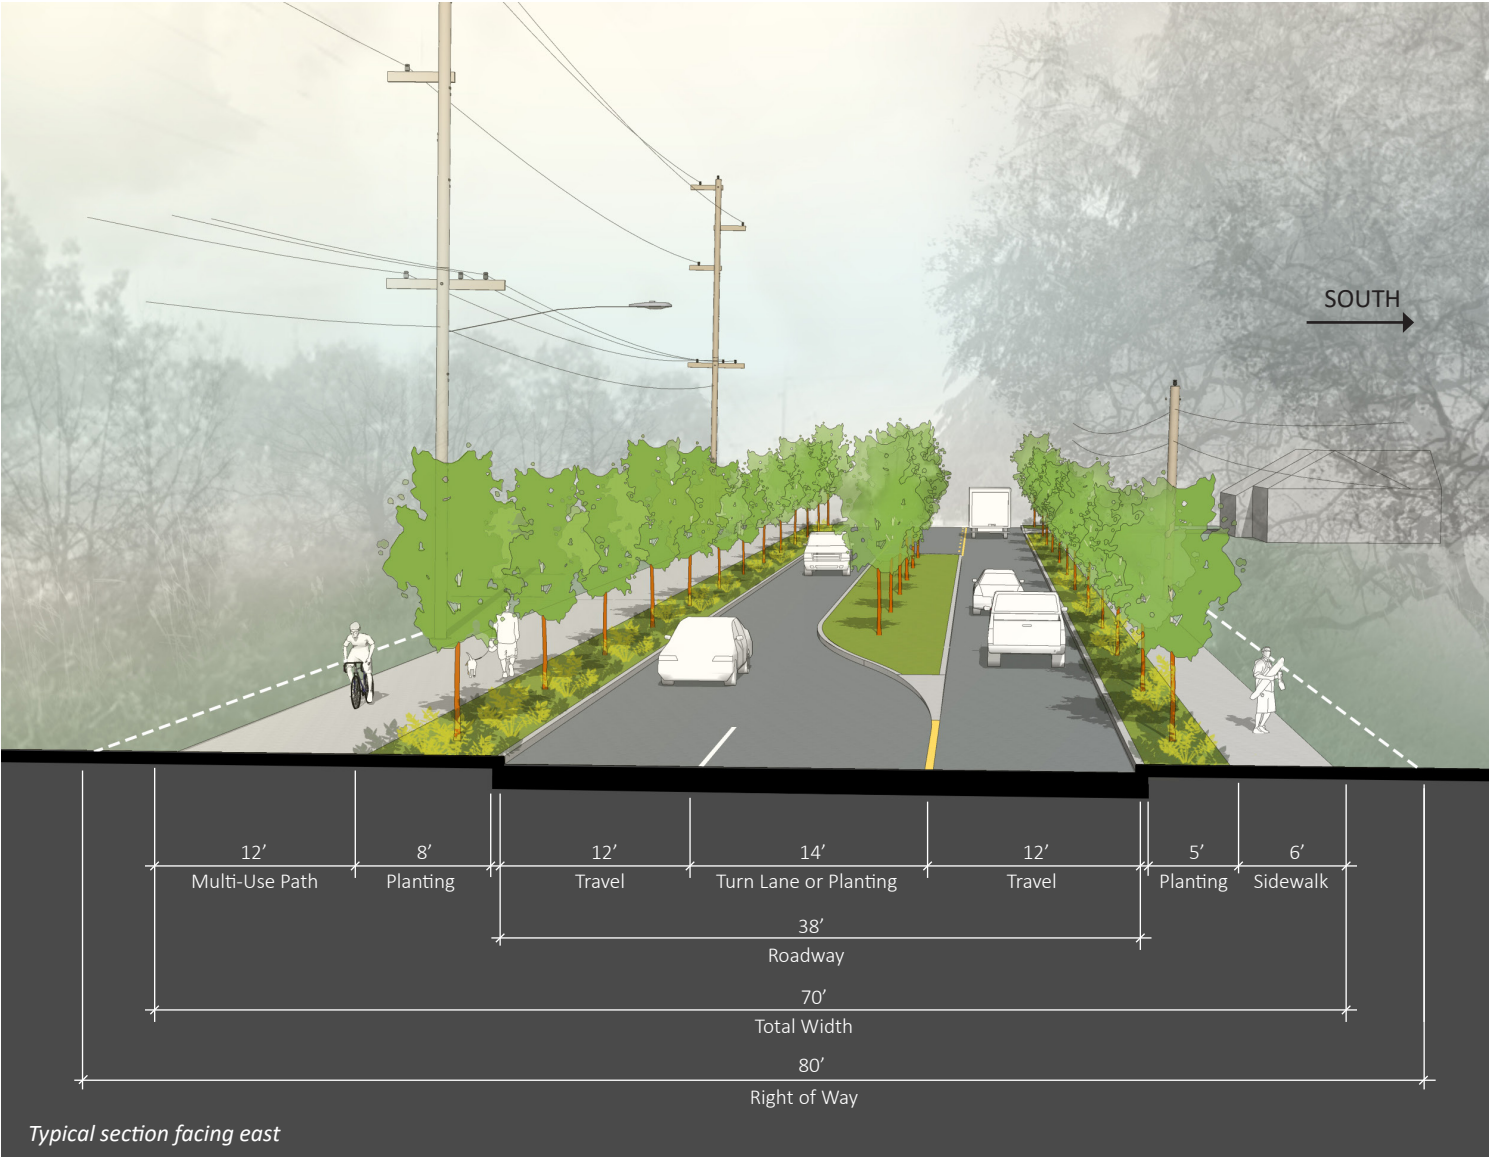 SOUTH
12’ 8’ 12’ 14’ 12’ 5’ 6’
Multi-Use Path Planting Travel Turn Lane or Planting Travel Planting Sidewalk
38’
Roadway
70’
Total Width
80’
Right of Way
Typical section facing east